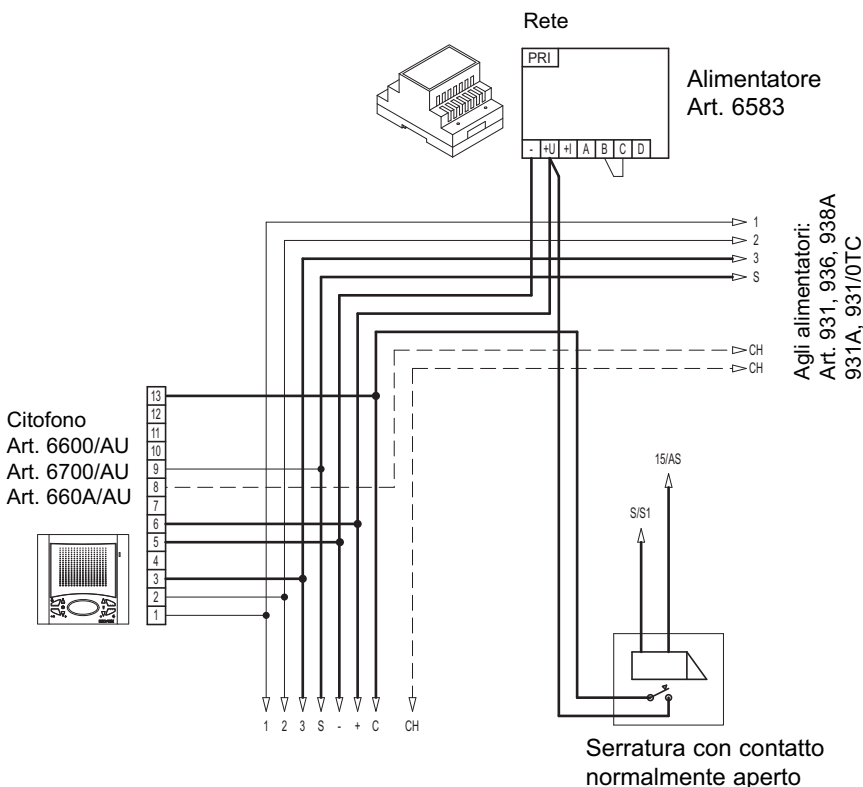 Rete
PRI
Alimentatore
Art. 6583
- +U +I A B C D
1
2
3
S
CH
CH
Agli alimentatori:
Art. 931, 936, 938A
931A, 931/0TC
Citofono
Art. 6600/AU
Art. 6700/AU
Art. 660A/AU
13
12
11
10
9
8
7
6
5
4
3
2
1
15/AS
S/S1
1 2 3 S - + C CH
Serratura con contatto
normalmente aperto